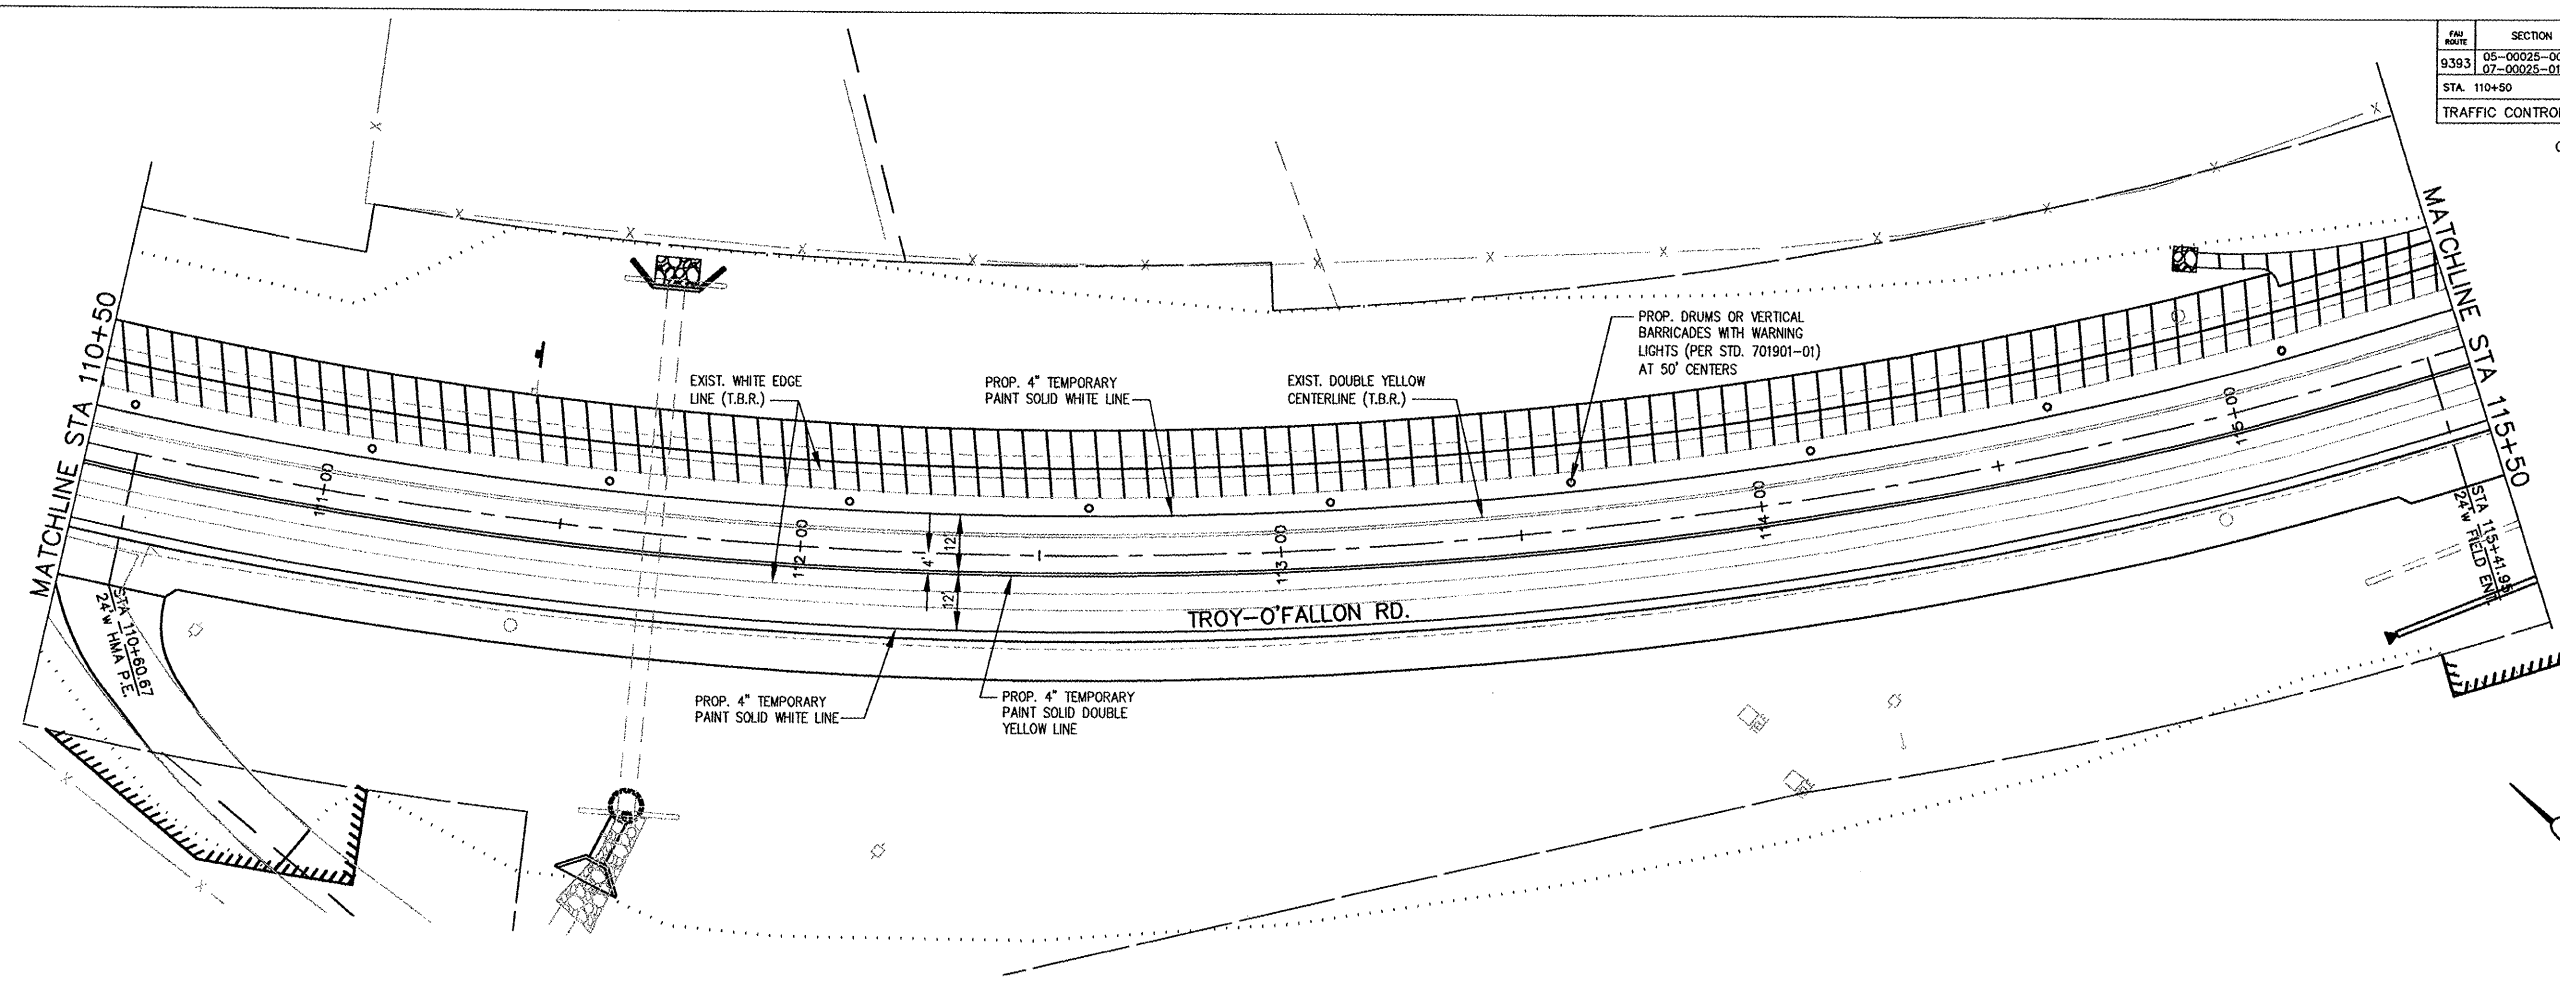 FAU
ROUTE
SECTION
9393
05-00025-00
07-00025-01
STA. 110+50
TRAFFIC CONTROL
MATCHLINE STA 110+50
MATCHLINE STA 115+50
PROP. DRUMS OR VERTICAL
BARRICADES WITH WARNING
LIGHTS (PER STD. 701901-01)
AT 50' CENTERS
EXIST. WHITE EDGE
LINE (T.B.R.)
PROP. 4" TEMPORARY
PAINT SOLID WHITE LINE
EXIST. DOUBLE YELLOW
CENTERLINE (T.B.R.)
111+00
112+00
113+00
114+00
115+00
4'
12'
12'
TROY-O'FALLON RD.
STA 110+60.67
24'w HMA P.E.
STA 115+41.95
24'w FIELD ENT.
PROP. 4" TEMPORARY
PAINT SOLID WHITE LINE
PROP. 4" TEMPORARY
PAINT SOLID DOUBLE
YELLOW LINE
TELE
TELE